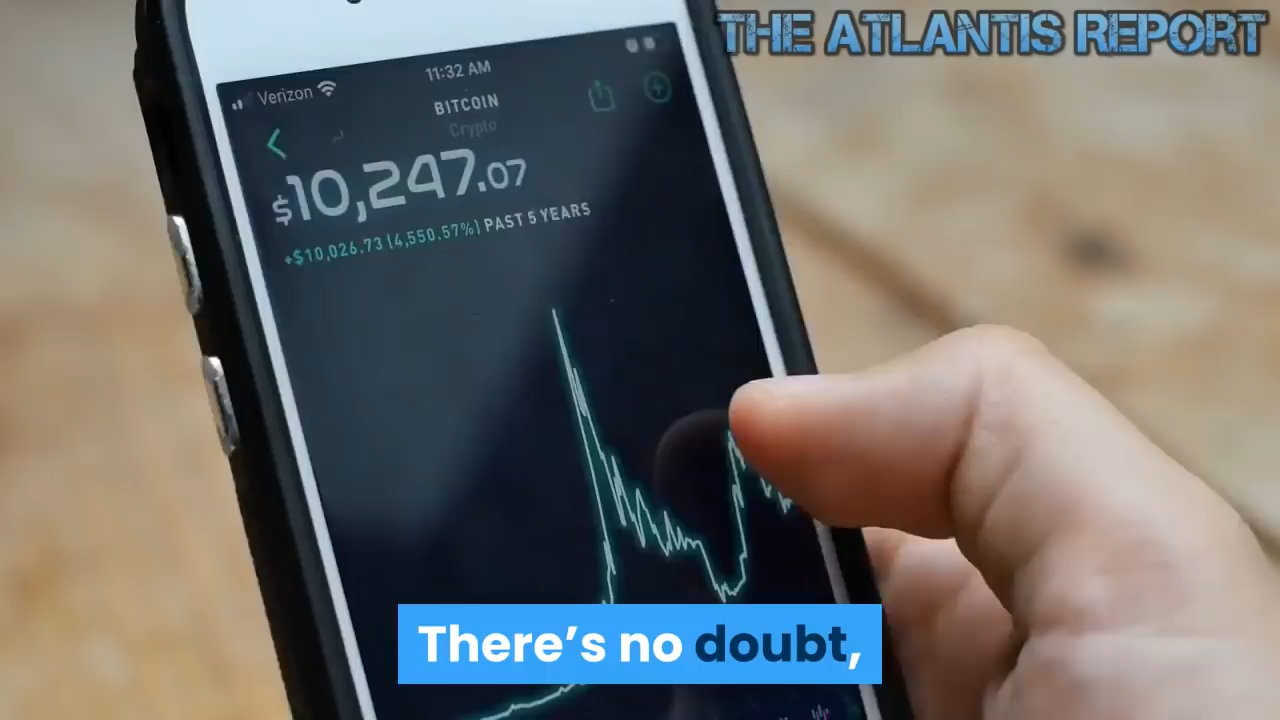 THE ATLANTIS REPORT
Verizon
11:32 AM
BITCOIN
Crypto
$10,247.07
+$10,026.73 (4,550.57%) PAST 5 YEARS
There's no doubt,